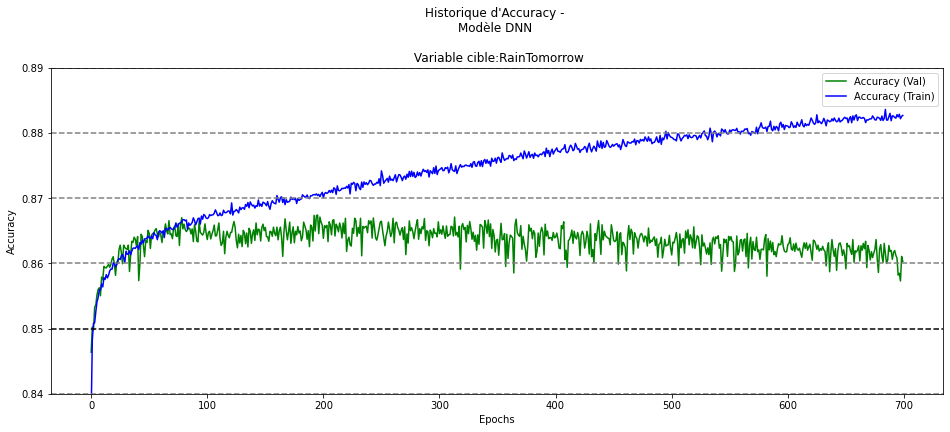 Historique d'Accuracy -
Modèle DNN
Variable cible:RainTomorrow
Accuracy (Val)
Accuracy (Train)
Accuracy
0.89
0.88
0.87
0.86
0.85
0.84
0
100
200
300
400
500
600
700
Epochs